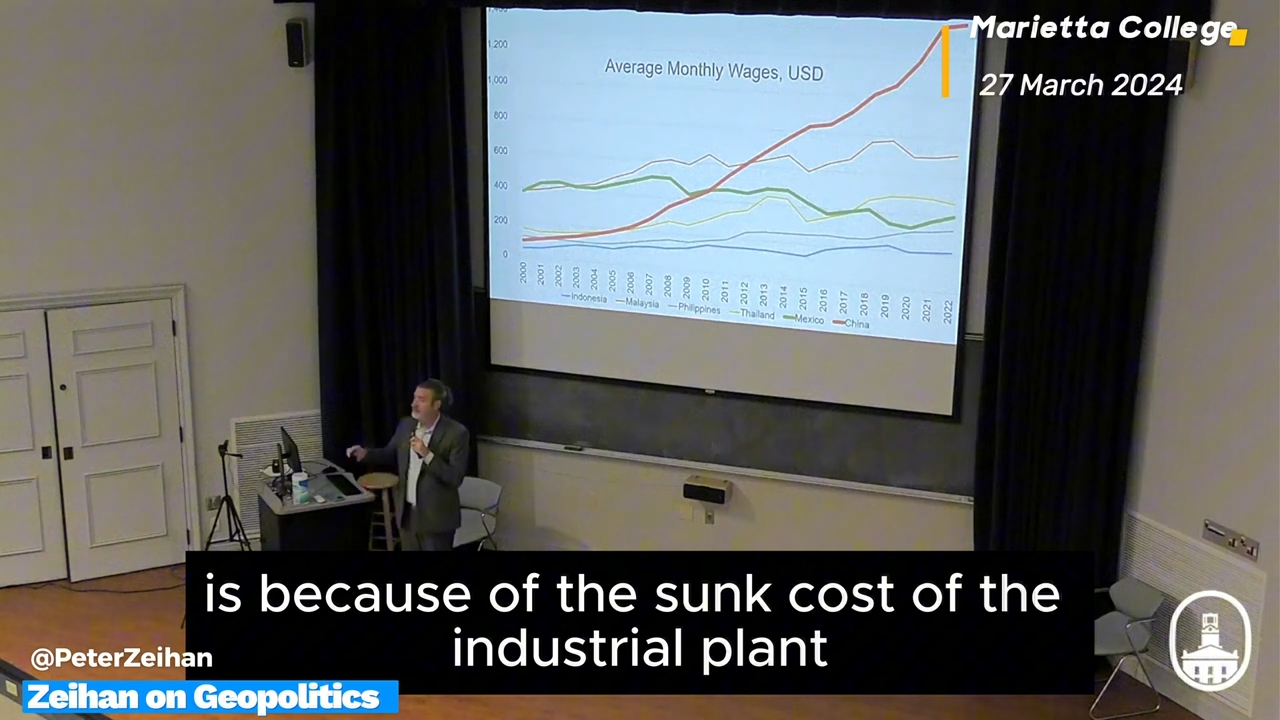 Marietta College
27 March 2024
Average Monthly Wages, USD
1,400
1,200
1,000
800
600
400
200
0
2000 2001 2002 2003 2004 2005 2006 2007 2008 2009 2010 2011 2012 2013 2014 2015 2016 2017 2018 2019 2020 2021 2022
Indonesia Malaysia Philippines Thailand Mexico China
is because of the sunk cost of the
industrial plant
@PeterZeihan
Zeihan on Geopolitics